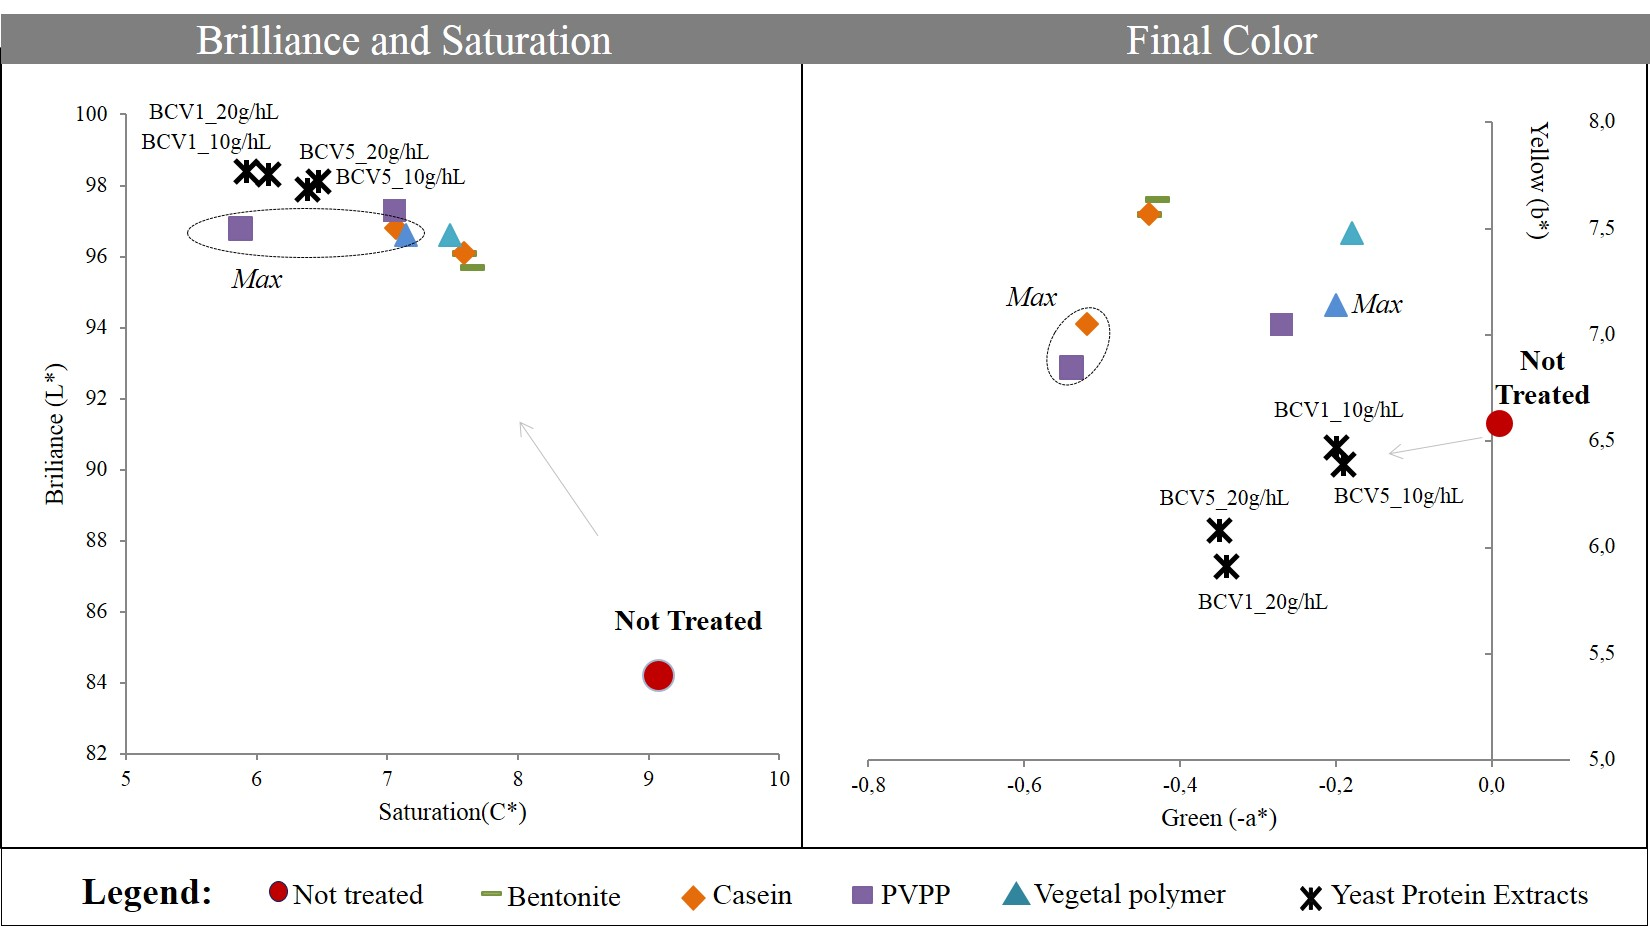 Brilliance and Saturation
Final Color
100
98
96
94
92
90
88
86
84
82
Briliance (L*)
BCV1_20g/hL
BCV1_10g/hL
BCV5_20g/hL
BCV5_10g/hL
Max
Not Treated
5
6
7
8
9
10
Saturation(C*)
8,0
7,5
7,0
6,5
6,0
5,5
5,0
Yellow (b*)
Max
Max
Not
Treated
BCV1_10g/hL
BCV5_10g/hL
BCV5_20g/hL
BCV1_20g/hL
-0,8
-0,6
-0,4
-0,2
0,0
Green (-a*)
Legend:
Not treated
Bentonite
Casein
PVPP
Vegetal polymer
Yeast Protein Extracts